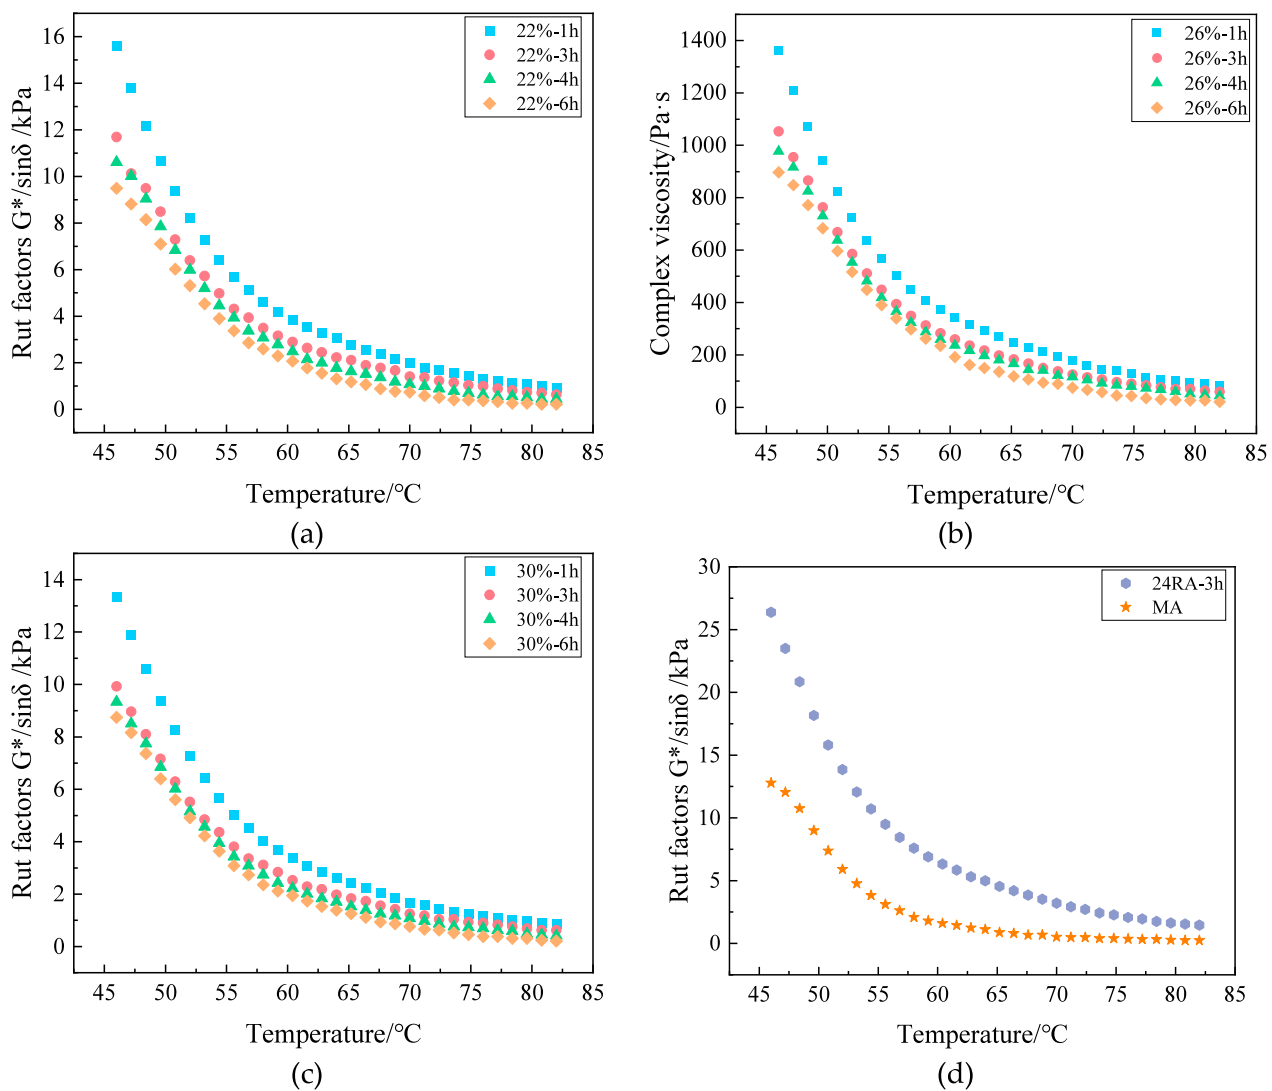 16
14
12
10
8
6
4
2
0
Rut factors G*/sinδ /kPa
22%-1h
22%-3h
22%-4h
22%-6h
45 50 55 60 65 70 75 80 85
Temperature/°C
(a)
1400
1200
1000
800
600
400
200
0
Complex viscosity/Pa·s
26%-1h
26%-3h
26%-4h
26%-6h
45 50 55 60 65 70 75 80 85
Temperature/°C
(b)
14
12
10
8
6
4
2
0
Rut factors G*/sinδ /kPa
30%-1h
30%-3h
30%-4h
30%-6h
45 50 55 60 65 70 75 80 85
Temperature/°C
(c)
30
25
20
15
10
5
0
Rut factors G*/sinδ /kPa
24RA-3h
MA
45 50 55 60 65 70 75 80 85
Temperature/°C
(d)